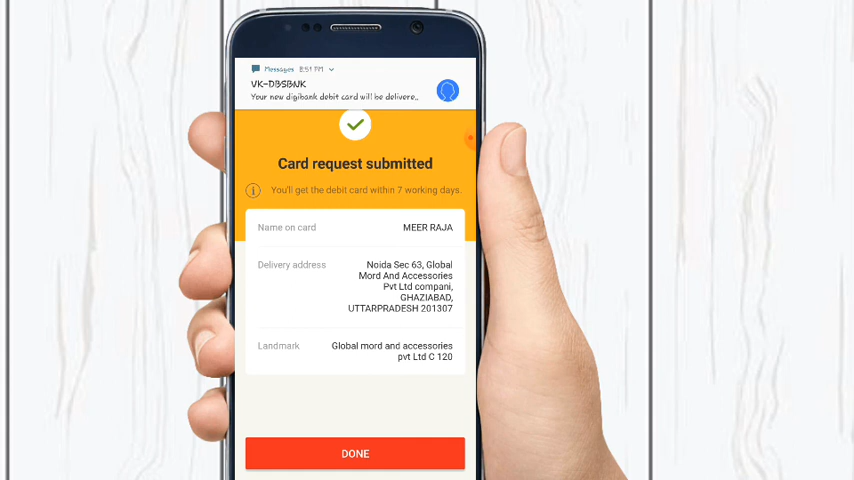 Messages 8:51 PM
VK-DBSBNK
Your new digibank debit card will be delivere..
Card request submitted
You'll get the debit card within 7 working days.
Name on card MEER RAJA
Delivery address Noida Sec 63, Global
Mord And Accessories
Pvt Ltd compani,
GHAZIABAD,
UTTARPRADESH 201307
Landmark Global mord and accessories
pvt Ltd C 120
DONE